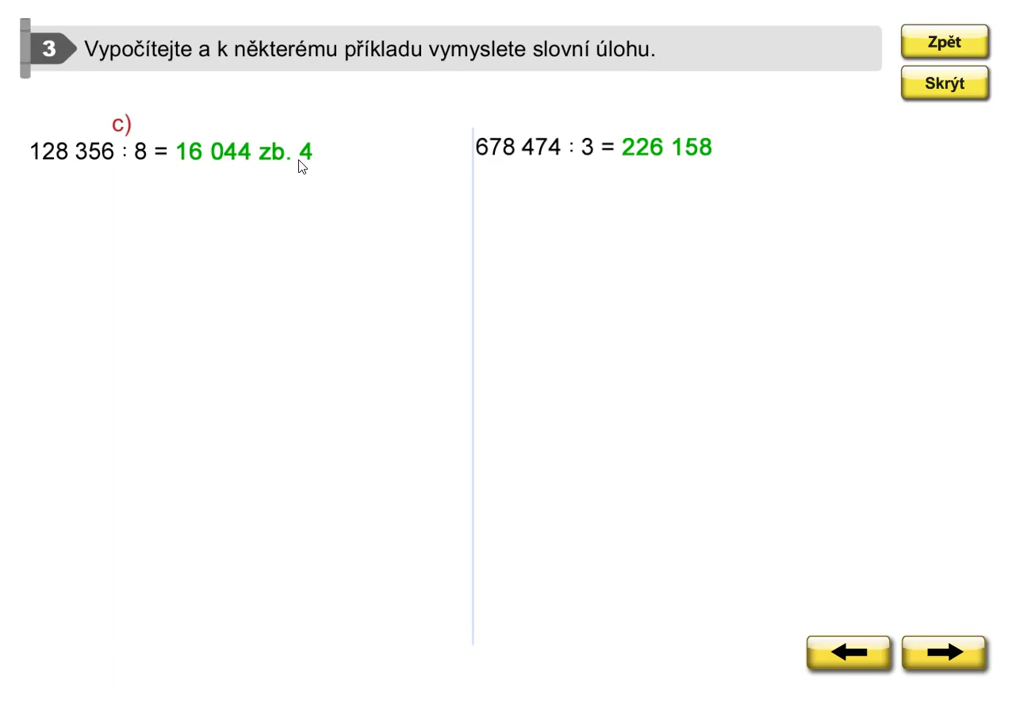 3 Vypočítejte a k některému příkladu vymyslete slovní úlohu.
Zpět
Skrýt
c)
128 356 : 8 = 16 044 zb. 4
678 474 : 3 = 226 158